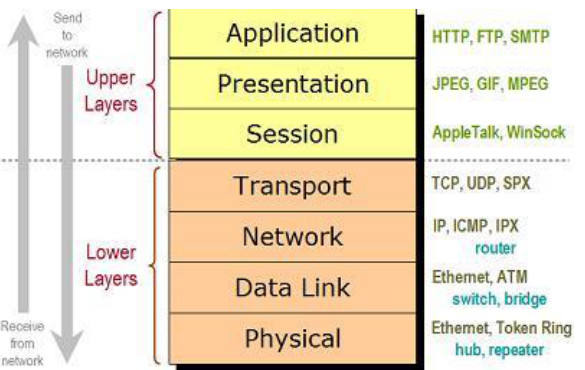 Send
to
network
Upper
Layers
Application
HTTP, FTP, SMTP
Presentation
JPEG, GIF, MPEG
Session
AppleTalk, WinSock
Lower
Layers
Transport
TCP, UDP, SPX
Network
IP, ICMP, IPX
router
Data Link
Ethernet, ATM
switch, bridge
Physical
Ethernet, Token Ring
hub, repeater
Receive
from
network